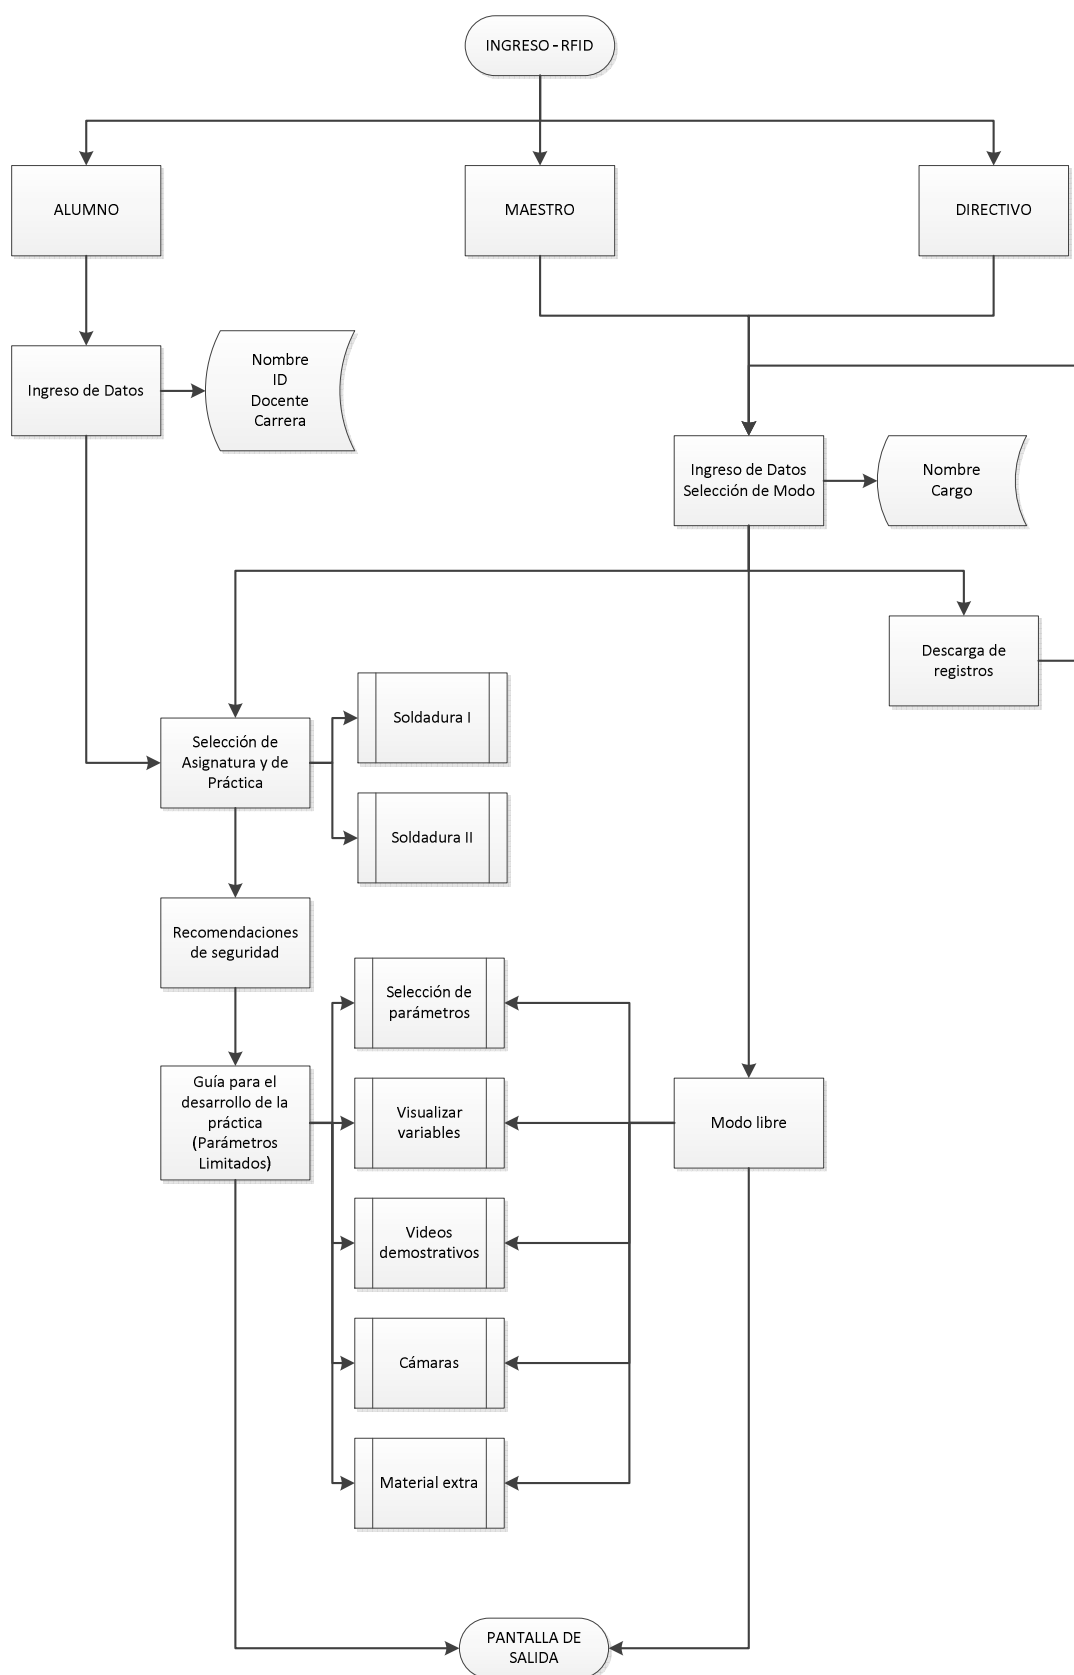 INGRESO - RFID
ALUMNO
MAESTRO
DIRECTIVO
Ingreso de Datos
Nombre
ID
Docente
Carrera
Ingreso de Datos
Selección de Modo
Nombre
Cargo
Descarga de
registros
Selección de
Asignatura y de
Práctica
Soldadura I
Soldadura II
Recomendaciones
de seguridad
Selección de
parámetros
Guía para el
desarrollo de la
práctica
(Parámetros
Limitados)
Visualizar
variables
Modo libre
Videos
demostrativos
Cámaras
Material extra
PANTALLA DE
SALIDA